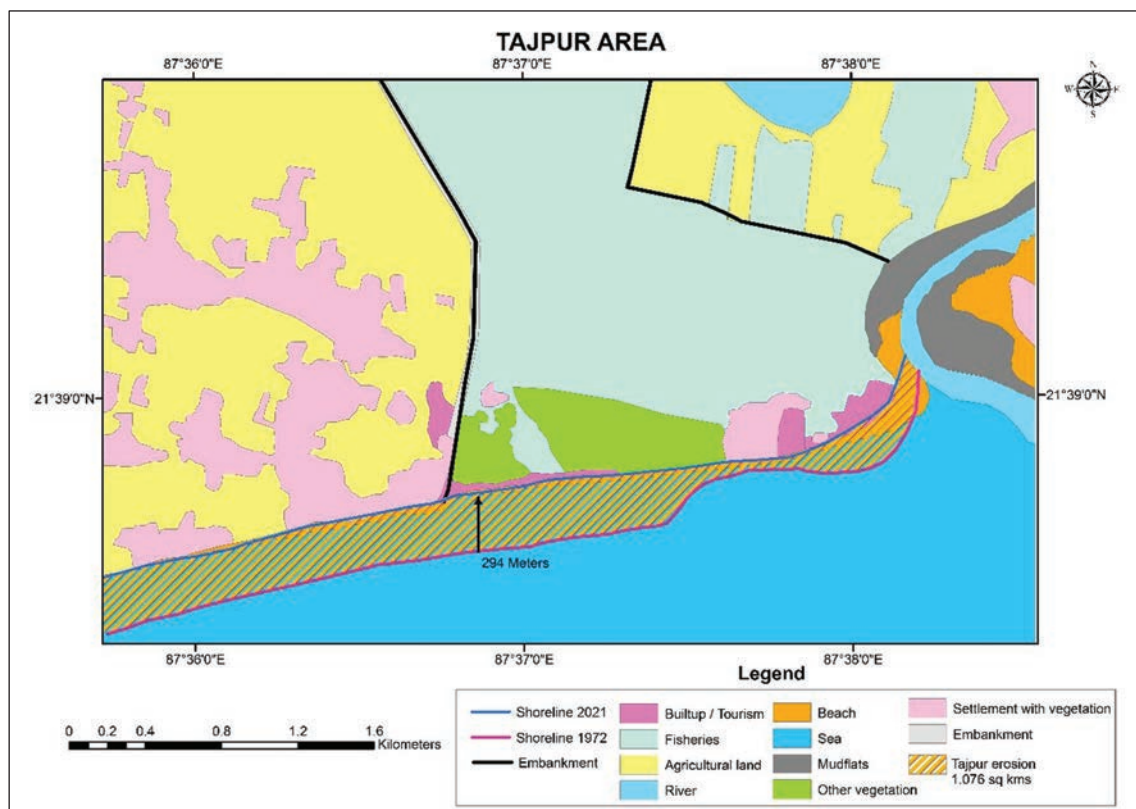 TAJPUR AREA
87°36'0"E 87°37'0"E 87°38'0"E
N
W E
S
21°39'0"N 21°39'0"N
294 Meters
87°36'0"E 87°37'0"E 87°38'0"E
Legend
Shoreline 2021
Shoreline 1972
Embankment
Builtup / Tourism
Fisheries
Agricultural land
River
Beach
Sea
Mudflats
Other vegetation
Settlement with vegetation
Embankment
Tajpur erosion
1.076 sq kms
0 0.2 0.4 0.8 1.2 1.6
Kilometers